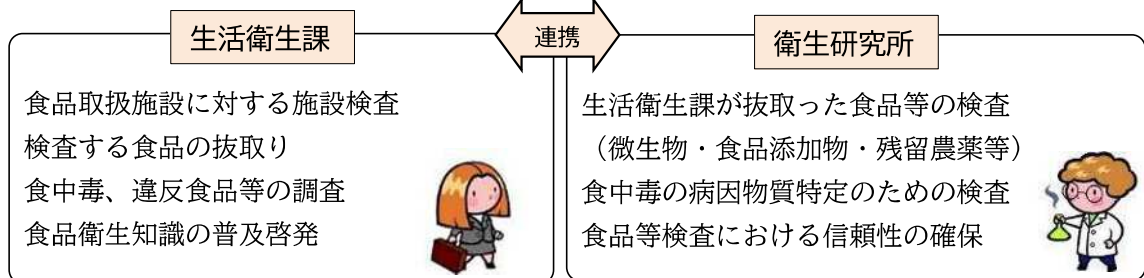 生活衛生課
食品取扱施設に対する施設検査
検査する食品の抜取り
食中毒、違反食品等の調査
食品衛生知識の普及啓発
連携
衛生研究所
生活衛生課が抜取った食品等の検査
（微生物・食品添加物・残留農薬等）
食中毒の病因物質特定のための検査
食品等検査における信頼性の確保